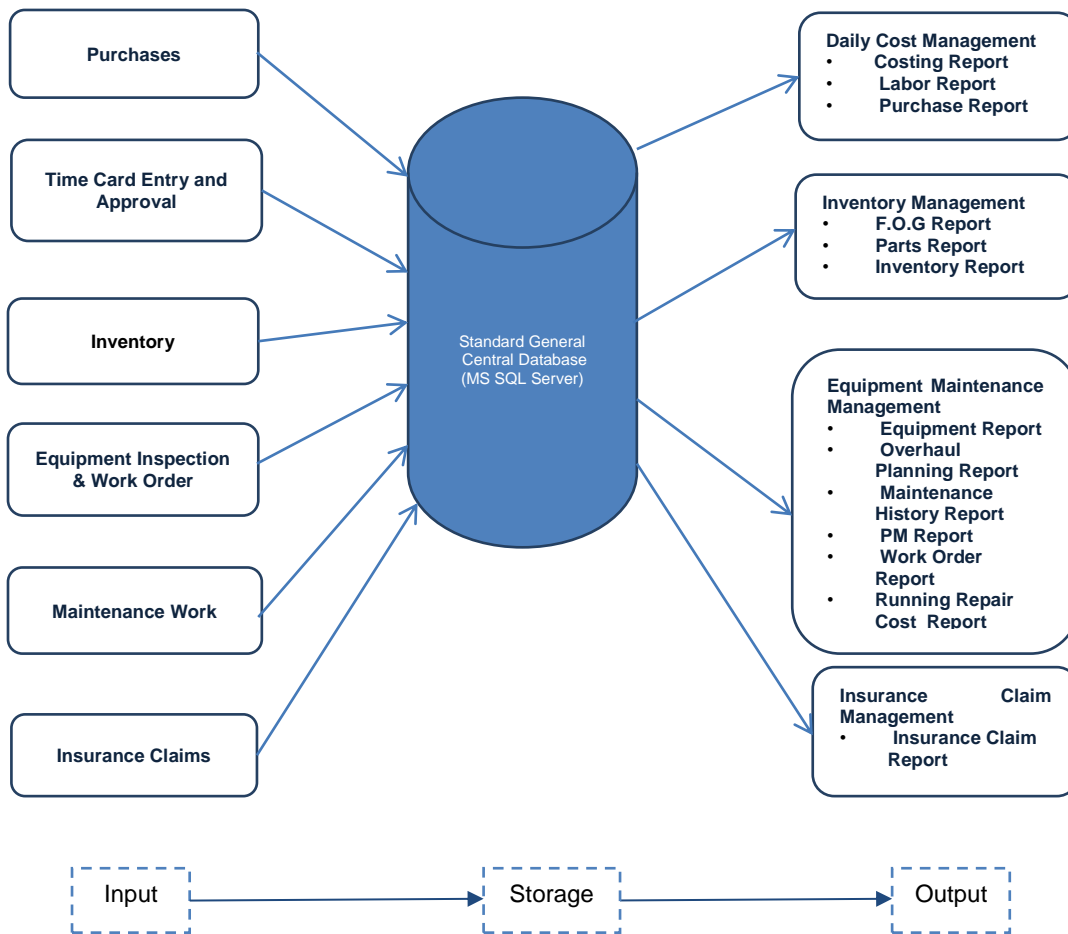 Purchases
Time Card Entry and
Approval
Inventory
Equipment Inspection
& Work Order
Maintenance Work
Insurance Claims
Standard General
Central Database
(MS SQL Server)
Daily Cost Management
• Costing Report
• Labor Report
• Purchase Report
Inventory Management
• F.O.G Report
• Parts Report
• Inventory Report
Equipment Maintenance
Management
• Equipment Report
• Overhaul
Planning Report
• Maintenance
History Report
• PM Report
• Work Order
Report
• Running Repair
Cost Report
Insurance Claim
Management
• Insurance Claim
Report
Input
Storage
Output